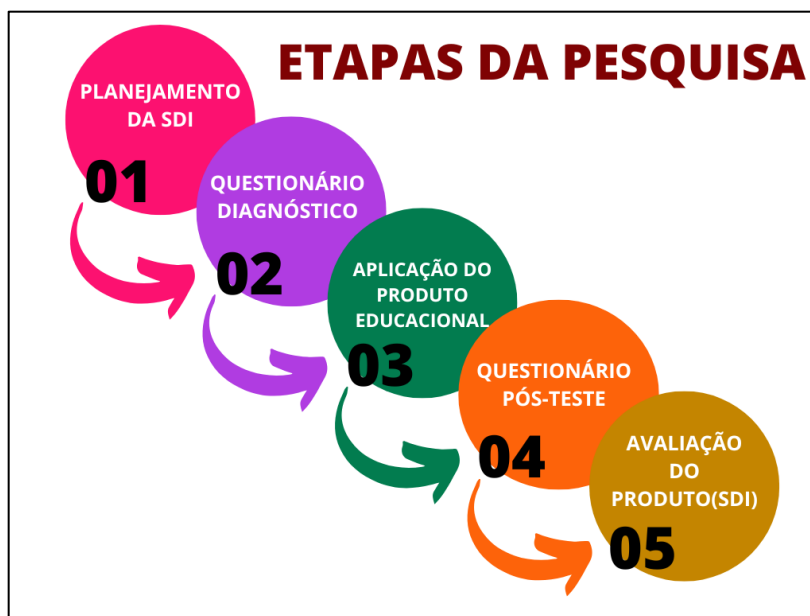 ETAPAS DA PESQUISA
PLANEJAMENTO
DA SDI
01
QUESTIONÁRIO
DIAGNÓSTICO
02
APLICAÇÃO DO
PRODUTO
EDUCACIONAL
03
QUESTIONÁRIO
PÓS-TESTE
04
AVALIAÇÃO
DO
PRODUTO(SDI)
05